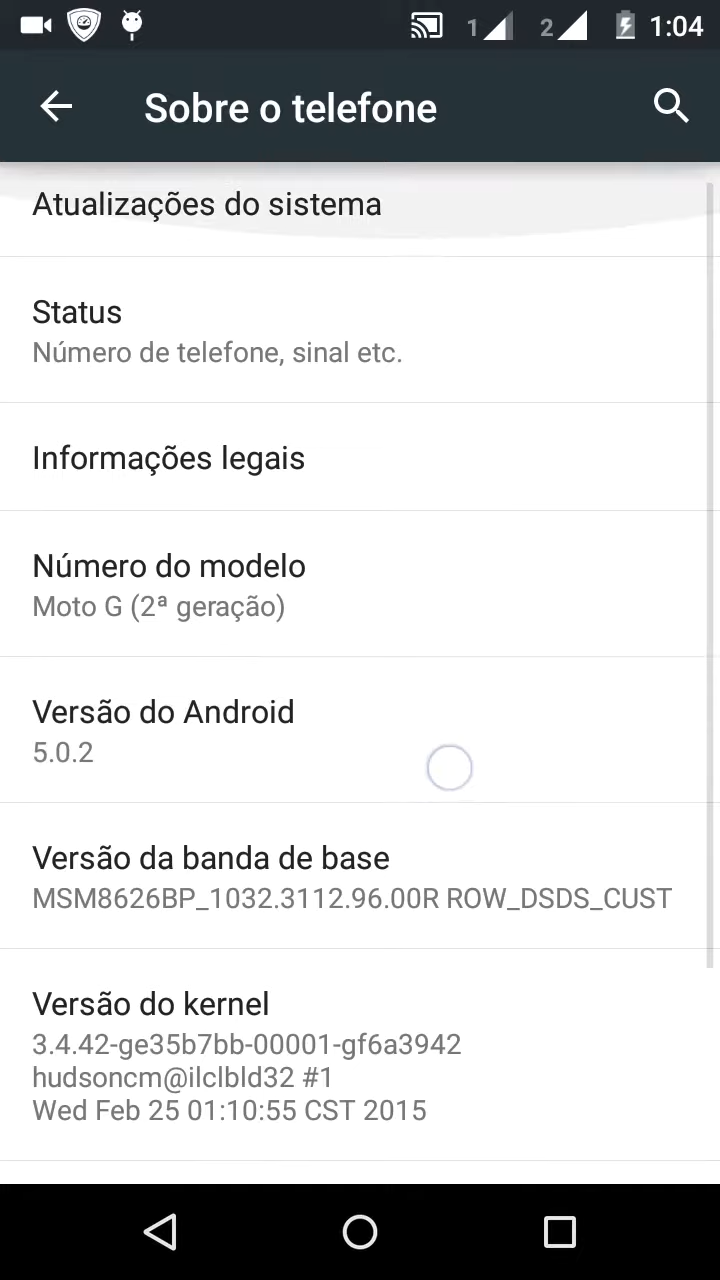 1 2 1:04
Sobre o telefone
Atualizações do sistema
Status
Número de telefone, sinal etc.
Informações legais
Número do modelo
Moto G (2ª geração)
Versão do Android
5.0.2
Versão da banda de base
MSM8626BP_1032.3112.96.00R ROW_DSDS_CUST
Versão do kernel
3.4.42-ge35b7bb-00001-gf6a3942
hudsoncm@ilclbld32 #1
Wed Feb 25 01:10:55 CST 2015